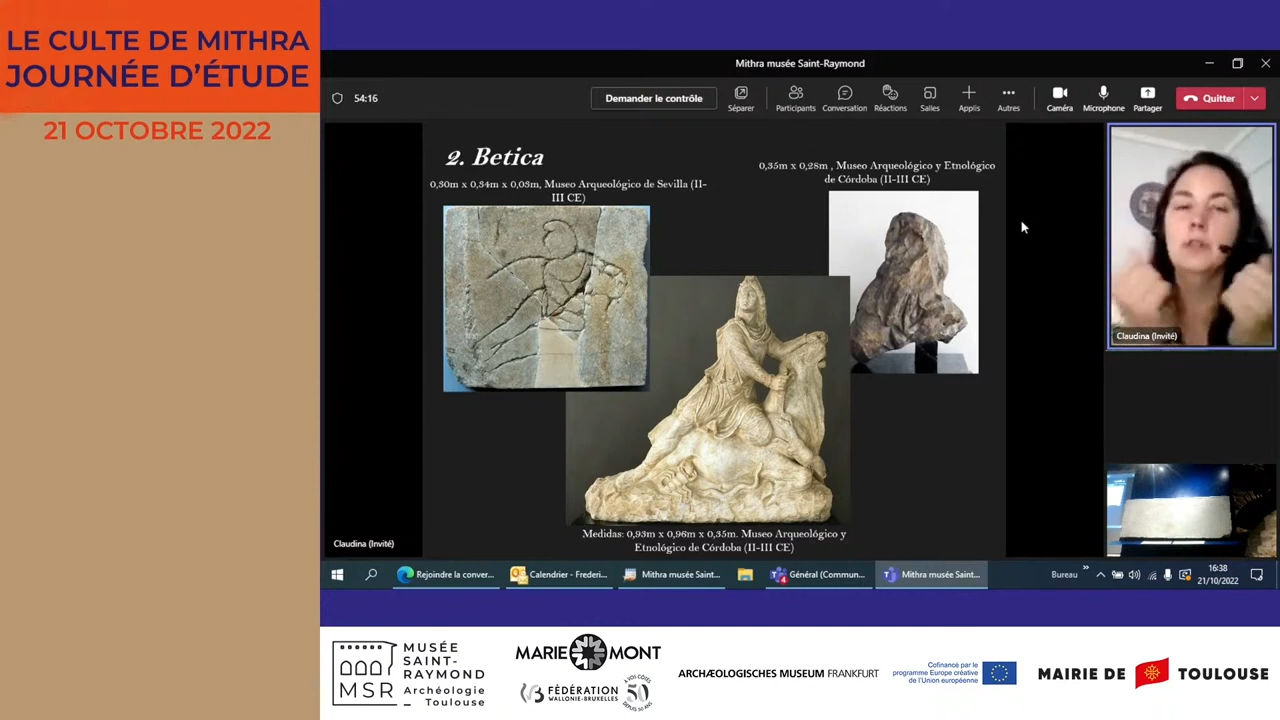 LE CULTE DE MITHRA
JOURNÉE D'ÉTUDE
21 OCTOBRE 2022
Mithra musée Saint-Raymond
54:16
Demander le contrôle
Séparer
Participants
Conversation
Réactions
Salles
Applis
Autres
Caméra
Microphone
Partager
Quitter
2. Betica
0,30m x 0,34m x 0,03m, Museo Arqueológico de Sevilla (II-
III CE)
0,35m x 0,28m , Museo Arqueológico y Etnológico
de Córdoba (II-III CE)
Medidas: 0,93m x 0,96m x 0,35m. Museo Arqueológico y
Etnológico de Córdoba (II-III CE)
Claudina (Invité)
Claudina (Invité)
Rejoindre la conver...
Calendrier - Frederi...
Mithra musée Saint...
Général (Commun...
Mithra musée Saint...
Bureau
16:38
21/10/2022
MSR
MUSÉE
SAINT-
RAYMOND
Archéologie
Toulouse
MARIEMONT
FÉDÉRATION
WALLONIE-BRUXELLES
À VOS CÔTÉS
50
DEPUIS 50 ANS
ARCHÆOLOGISCHES MUSEUM FRANKFURT
Cofinancé par le
programme Europe créative
de l'Union européenne
MAIRIE DE TOULOUSE